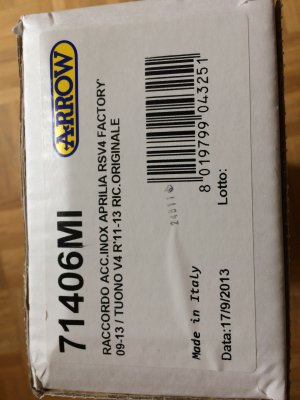 ARROW
71406MI
RACCORDO ACC.INOX APRILIA RSV4 FACTORY
09-13 / TUONO V4 R'11-13 RIC.ORIGINALE
8 019799 043251
Made in Italy
Lotto:
Data:17/9/2013